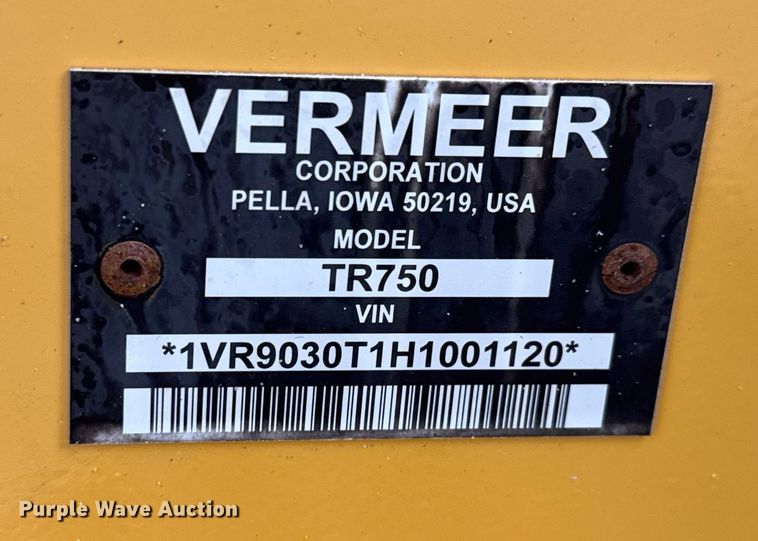 VERMEER
CORPORATION
PELLA, IOWA 50219, USA
MODEL
TR750
VIN
*1VR9030T1H1001120*
Purple Wave Auction